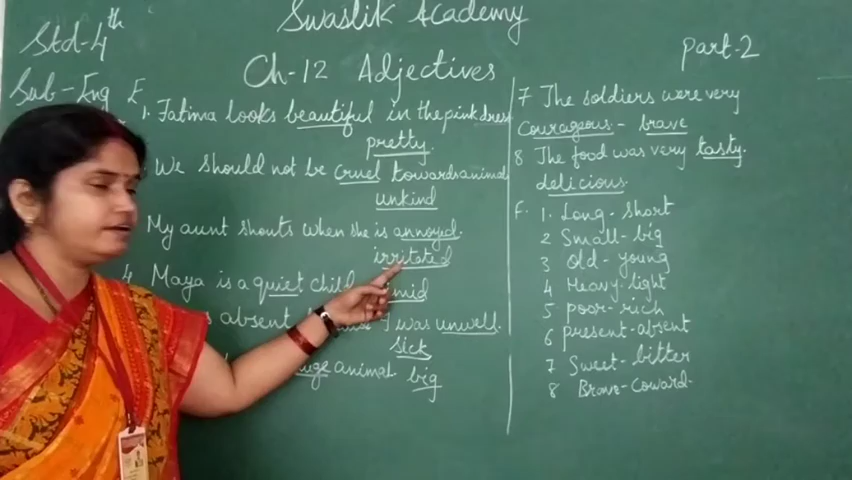 Swastik Academy
Std-4th
Part-2
Ch-12 Adjectives
Sub-Eng
E
1. Fatima looks beautiful in the pink dress
pretty.
We should not be cruel towards animal
unkind
My aunt shouts when she is annoyed.
irritated
4. Maya is a quiet child
mid
absent I was unwell.
Sick
animal.
big
7 The soldiers were very
Courageous - brave
8 The food was very tasty.
delicious.
F. 1. Long - short
2 Small - big
3 Old - young
4 Heavy - light
5 poor - rich
6 present - absent
7 Sweet - bitter
8 Brave - coward.